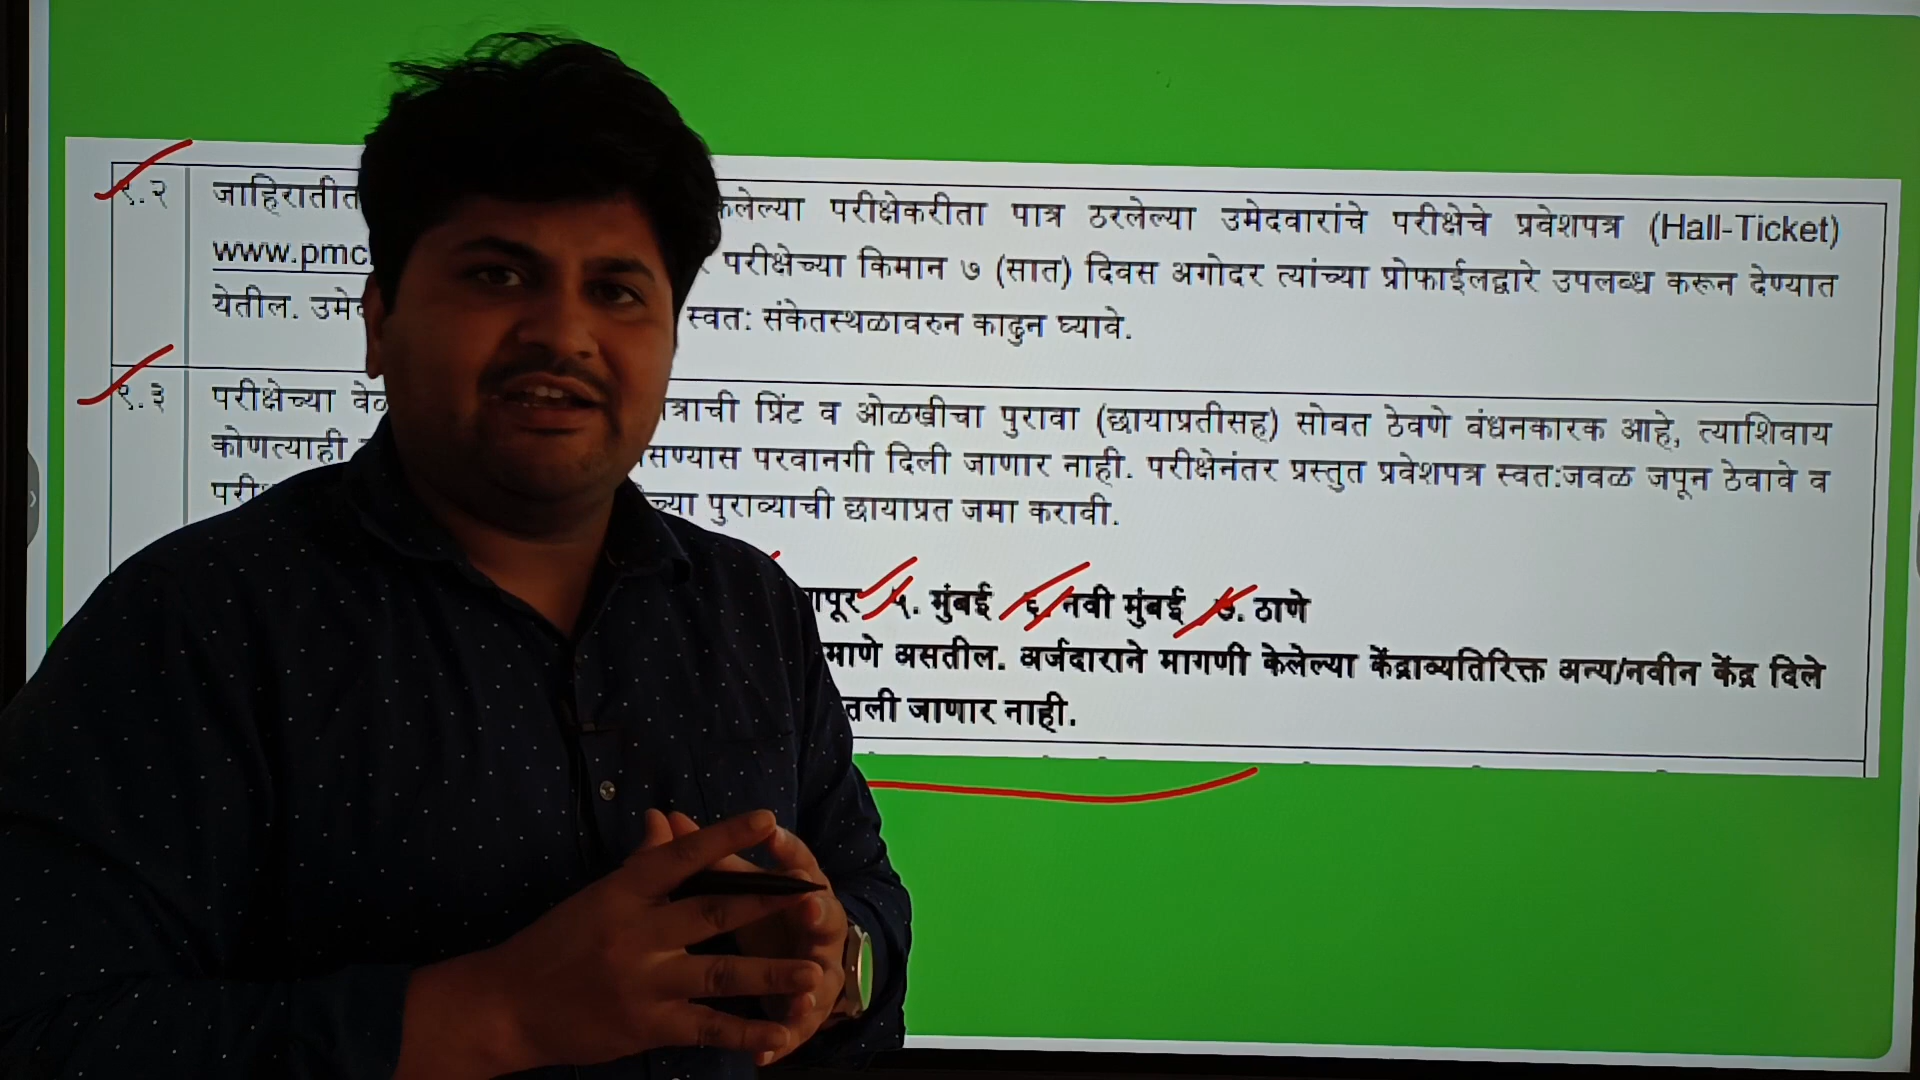 १.२ जाहिरातीत केलेल्या परीक्षेकरीता पात्र ठरलेल्या उमेदवारांचे परीक्षेचे प्रवेशपत्र (Hall-Ticket)
www.pmc परीक्षेच्या किमान ७ (सात) दिवस अगोदर त्यांच्या प्रोफाईलद्वारे उपलब्ध करून देण्यात
येतील. स्वत: संकेतस्थळावरुन काढुन घ्यावे.
१.३ परीक्षेच्या प्रिंट व ओळखीचा पुरावा (छायाप्रतीसह) सोबत ठेवणे बंधनकारक आहे, त्याशिवाय
कोणत्याही परवानगी दिली जाणार नाही. परीक्षेनंतर प्रस्तुत प्रवेशपत्र स्वत:जवळ जपून ठेवावे व
पुराव्याची छायाप्रत जमा करावी.
५. मुंबई ६. नवी मुंबई ७. ठाणे
असतील. अर्जदाराने मागणी केलेल्या केंद्राव्यतिरिक्त अन्य/नवीन केंद्र दिले
जाणार नाही.